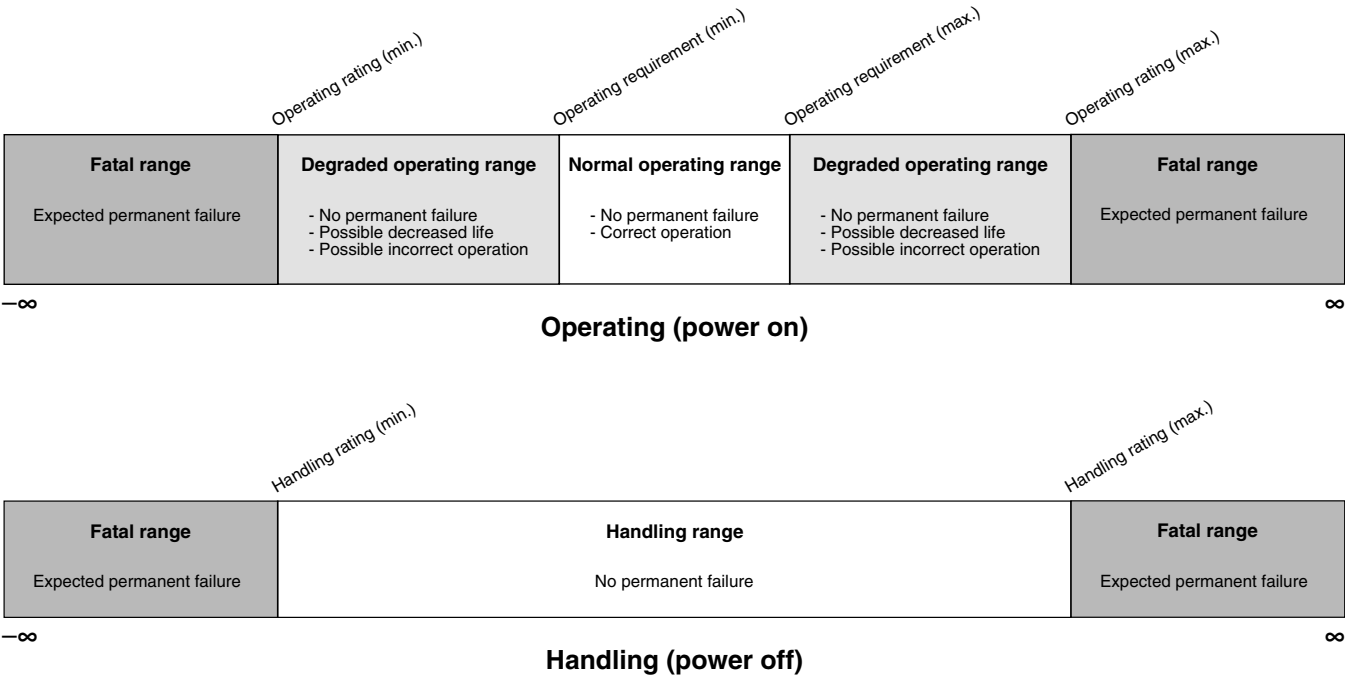 Operating rating (min.)
Operating requirement (min.)
Operating requirement (max.)
Operating rating (max.)
Fatal range
Degraded operating range
Normal operating range
Degraded operating range
Fatal range
Expected permanent failure
- No permanent failure
- Possible decreased life
- Possible incorrect operation
- No permanent failure
- Correct operation
- No permanent failure
- Possible decreased life
- Possible incorrect operation
Expected permanent failure
–∞
∞
Operating (power on)
Handling rating (min.)
Handling rating (max.)
Fatal range
Handling range
Fatal range
Expected permanent failure
No permanent failure
Expected permanent failure
–∞
∞
Handling (power off)